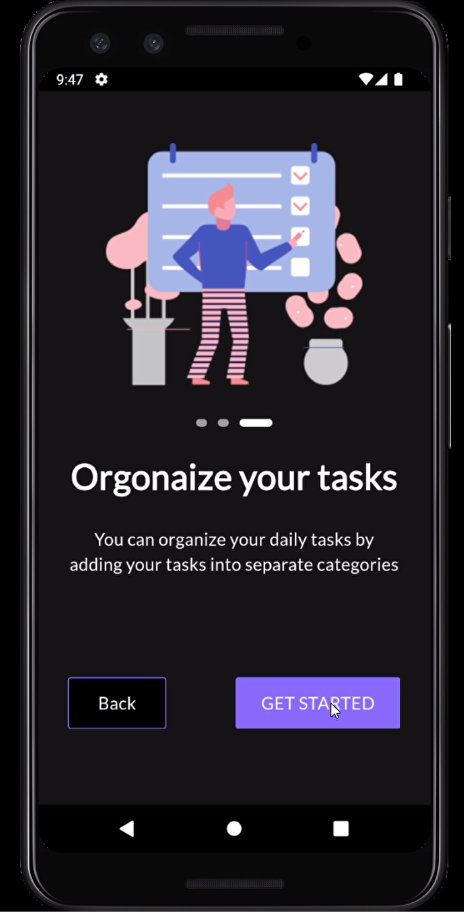 9:47
Orgonaize your tasks
You can organize your daily tasks by
adding your tasks into separate categories
Back
GET STARTED